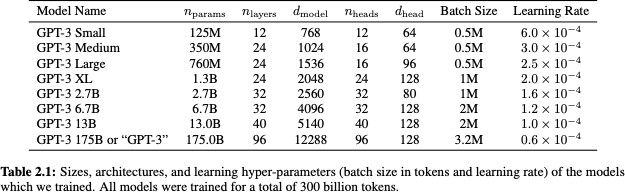 Model Name n_params n_layers d_model n_heads d_head Batch Size Learning Rate
GPT-3 Small 125M 12 768 12 64 0.5M 6.0 × 10⁻⁴
GPT-3 Medium 350M 24 1024 16 64 0.5M 3.0 × 10⁻⁴
GPT-3 Large 760M 24 1536 16 96 0.5M 2.5 × 10⁻⁴
GPT-3 XL 1.3B 24 2048 24 128 1M 2.0 × 10⁻⁴
GPT-3 2.7B 2.7B 32 2560 32 80 1M 1.6 × 10⁻⁴
GPT-3 6.7B 6.7B 32 4096 32 128 2M 1.2 × 10⁻⁴
GPT-3 13B 13.0B 40 5140 40 128 2M 1.0 × 10⁻⁴
GPT-3 175B or “GPT-3” 175.0B 96 12288 96 128 3.2M 0.6 × 10⁻⁴
Table 2.1: Sizes, architectures, and learning hyper-parameters (batch size in tokens and learning rate) of the models
which we trained. All models were trained for a total of 300 billion tokens.